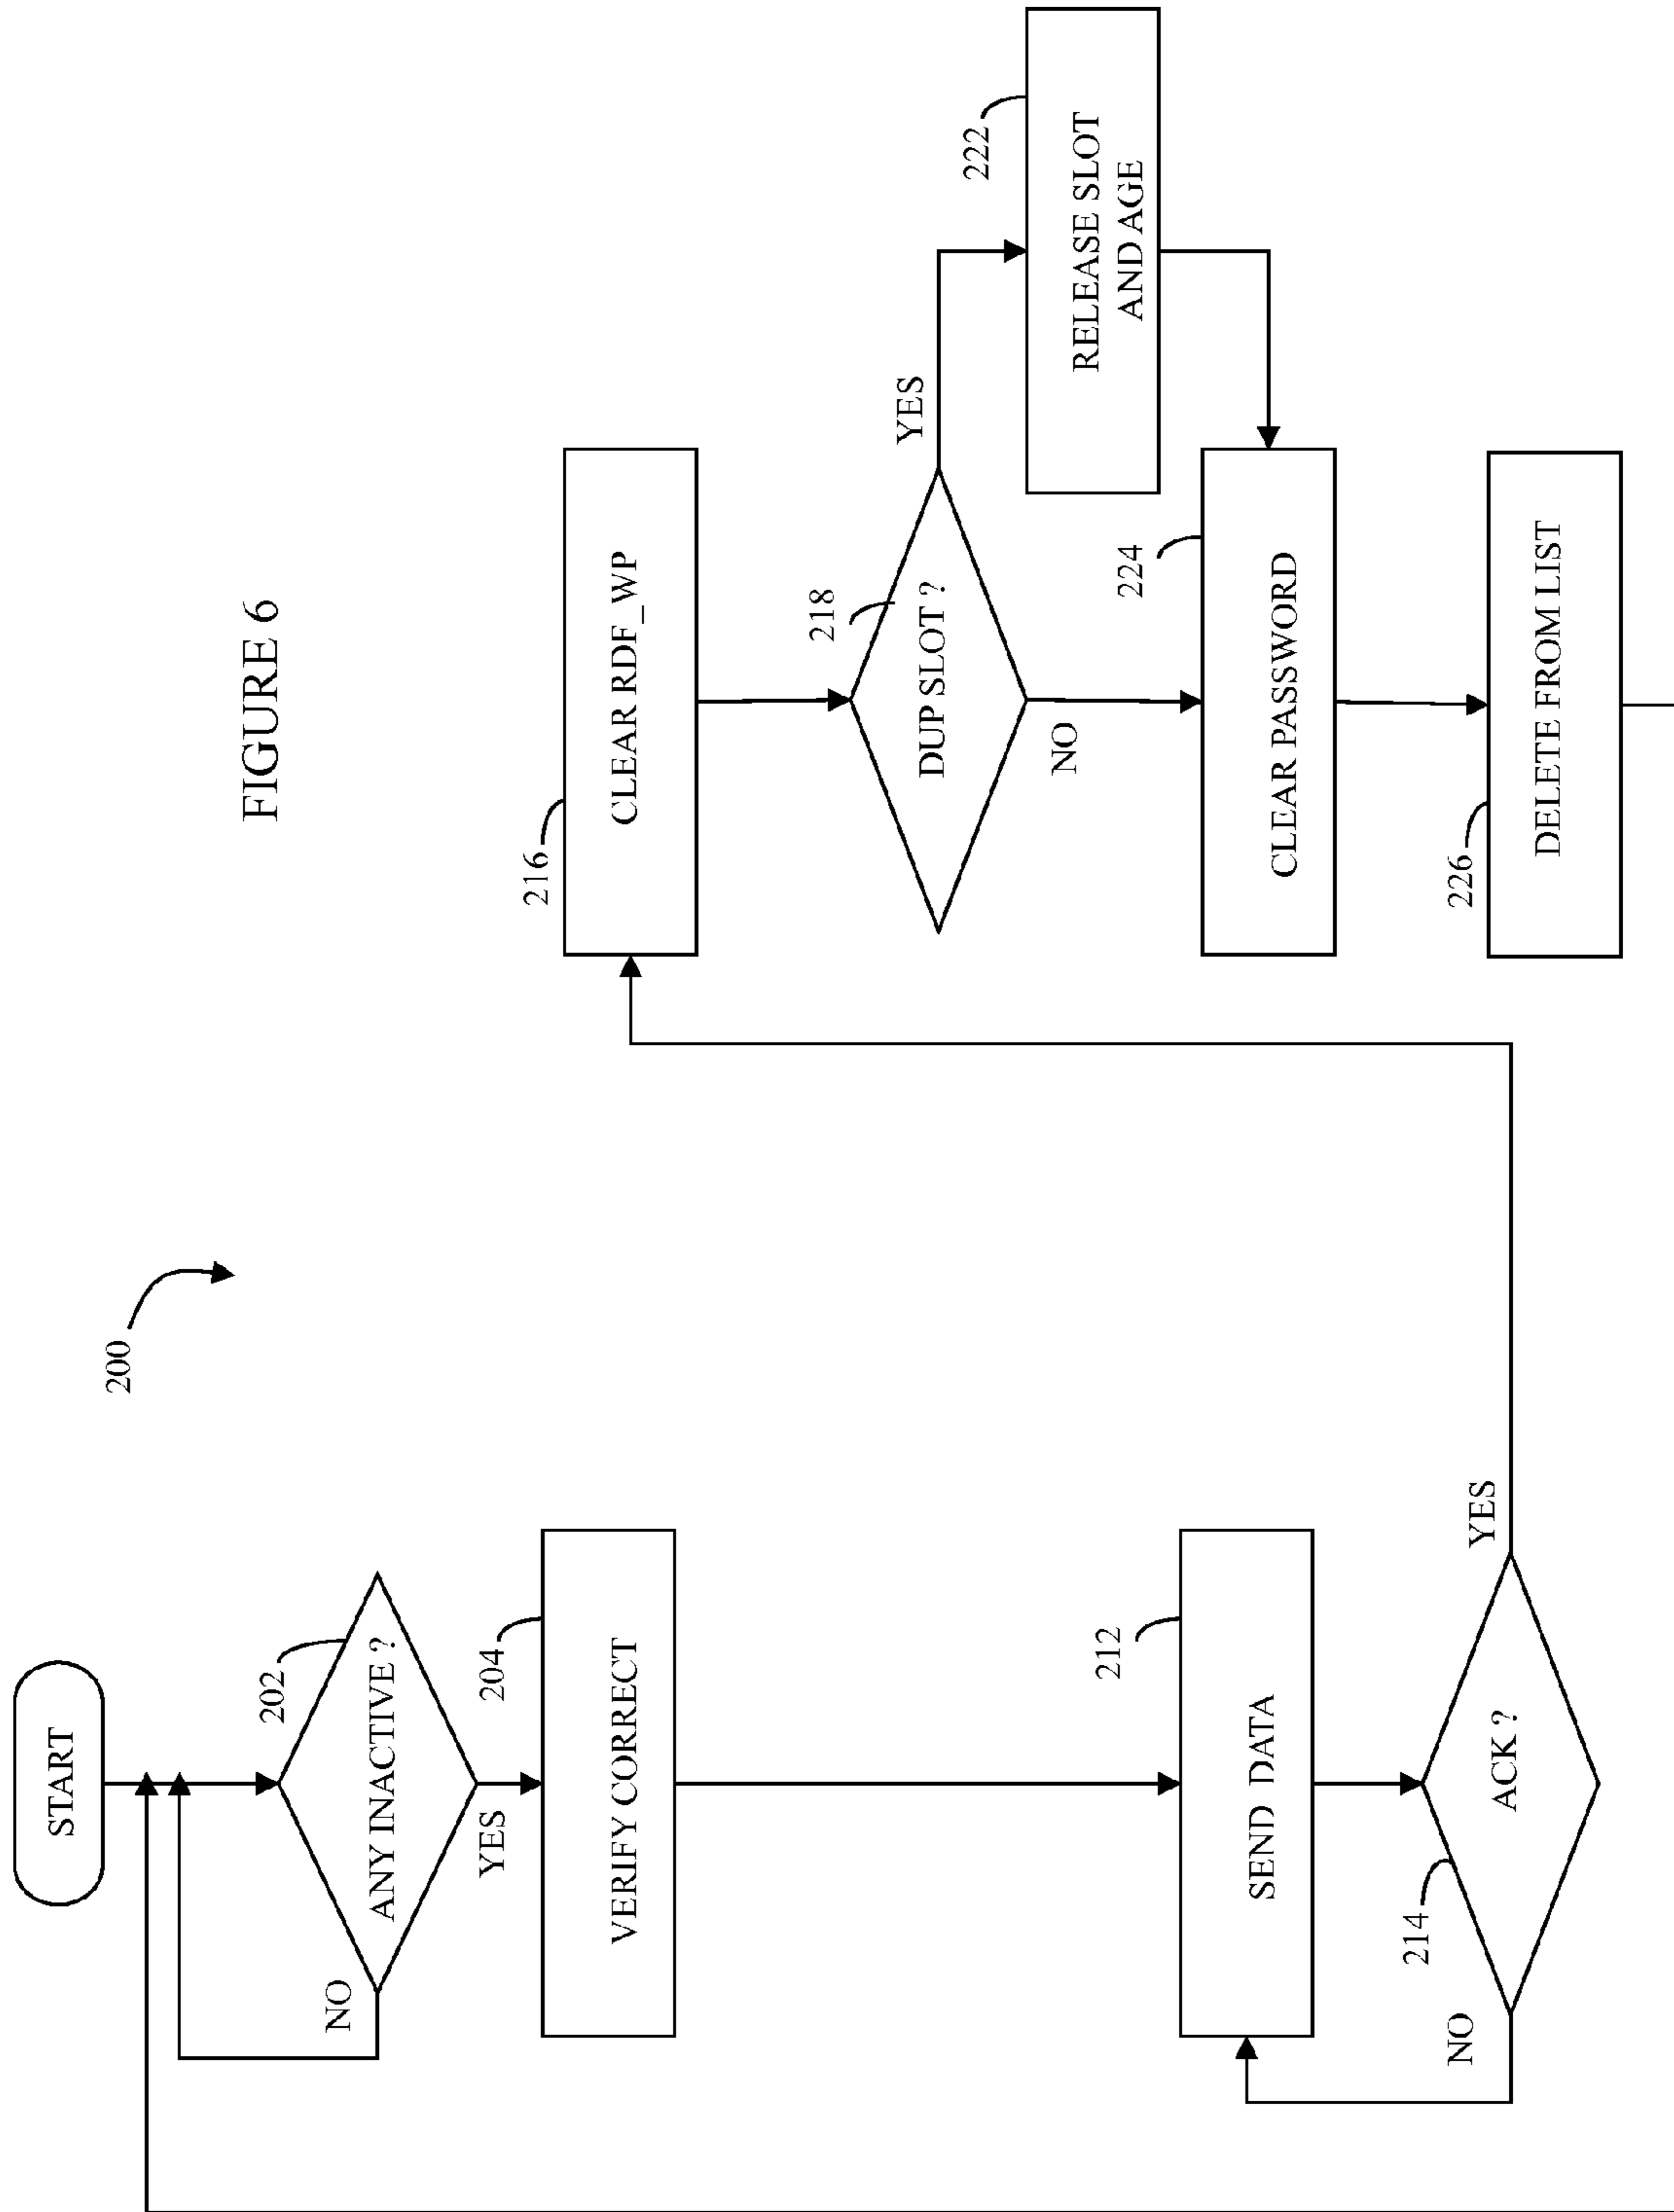 FIGURE 6
200
START
202
ANY INACTIVE ?
NO
YES
204
VERIFY CORRECT
212
SEND DATA
214
ACK ?
NO
YES
216
CLEAR RDF_WP
218
DUP SLOT ?
YES
NO
222
RELEASE SLOT
AND AGE
224
CLEAR PASSWORD
226
DELETE FROM LIST